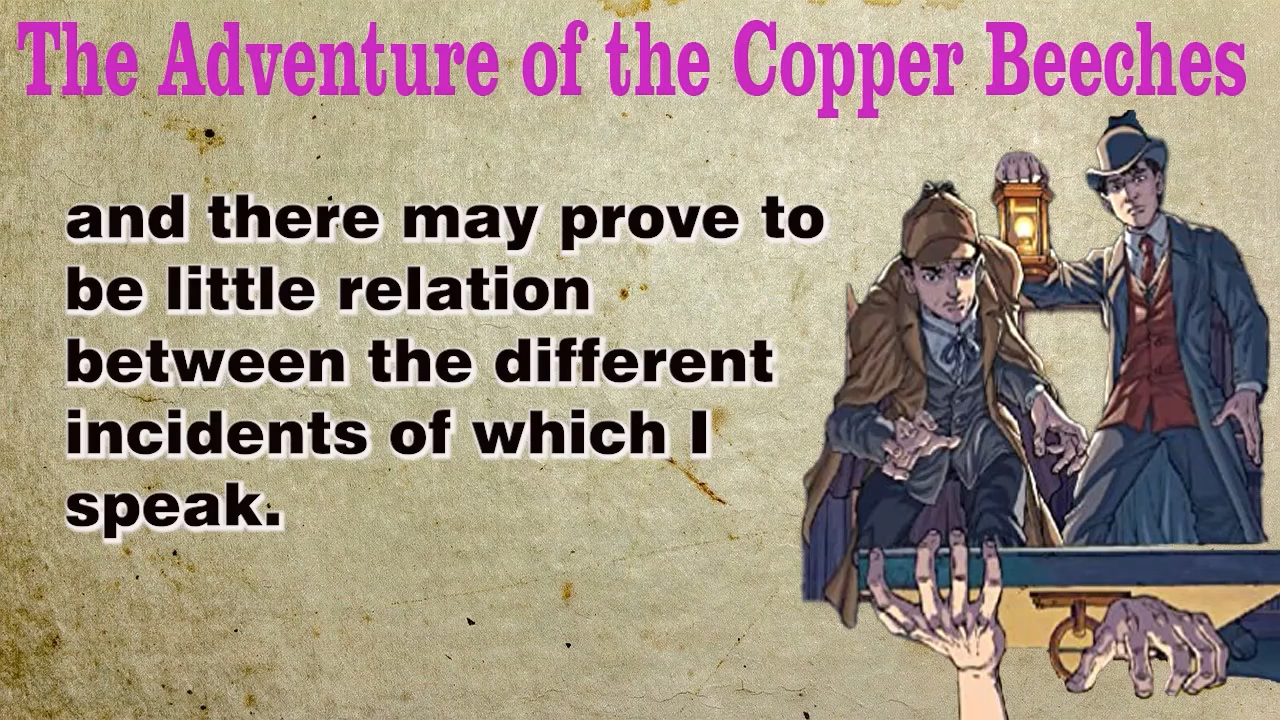 The Adventure of the Copper Beeches
and there may prove to
be little relation
between the different
incidents of which I
speak.